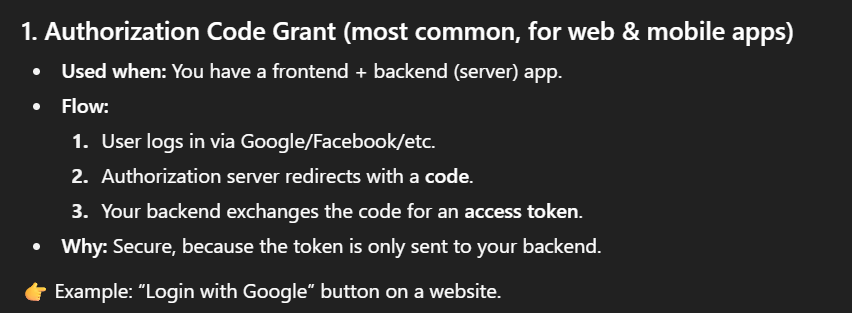 1. Authorization Code Grant (most common, for web & mobile apps)
• Used when: You have a frontend + backend (server) app.
• Flow:
1. User logs in via Google/Facebook/etc.
2. Authorization server redirects with a code.
3. Your backend exchanges the code for an access token.
• Why: Secure, because the token is only sent to your backend.
👉 Example: “Login with Google” button on a website.